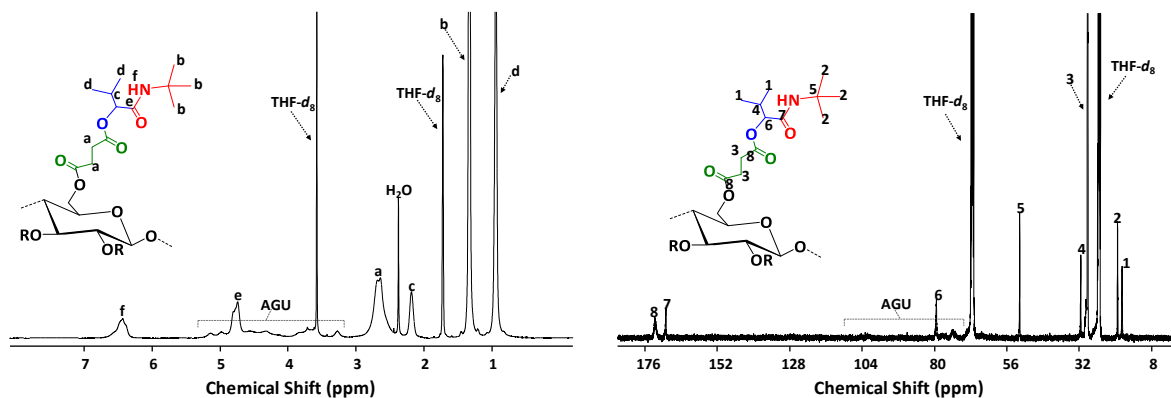 b
d
d
f
HN
b
d
c
b
e
b
O
O
a
O
O
a
O
O
O
RO
OR
THF-d8
THF-d8
b
d
H2O
a
c
e
f
AGU
7
6
5
4
3
2
1
Chemical Shift (ppm)
1
2
1
HN
4
5
2
7
6
2
O
O
3
8
O
O
3
8
O
O
O
RO
OR
THF-d8
THF-d8
3
5
4
2
1
6
8
7
AGU
176
152
128
104
80
56
32
8
Chemical Shift (ppm)